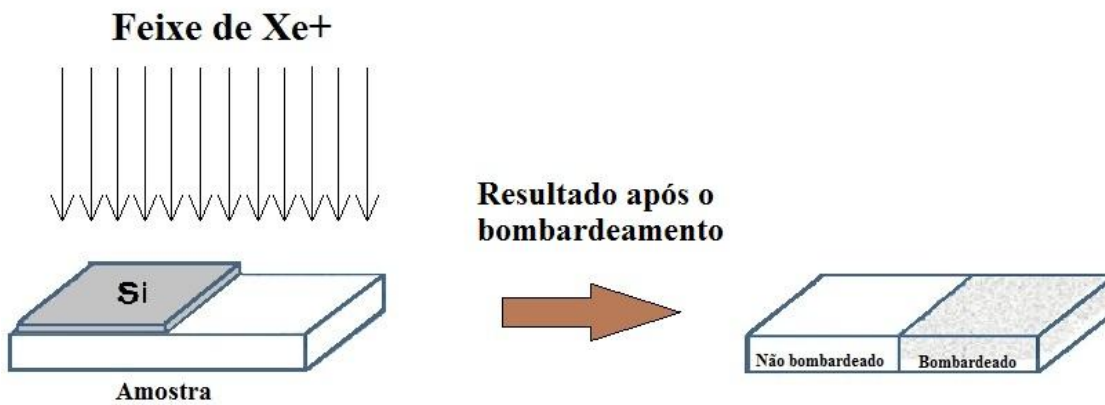 Feixe de Xe+
Si
Amostra
Resultado após o
bombardeamento
Não bombardeado
Bombardeado